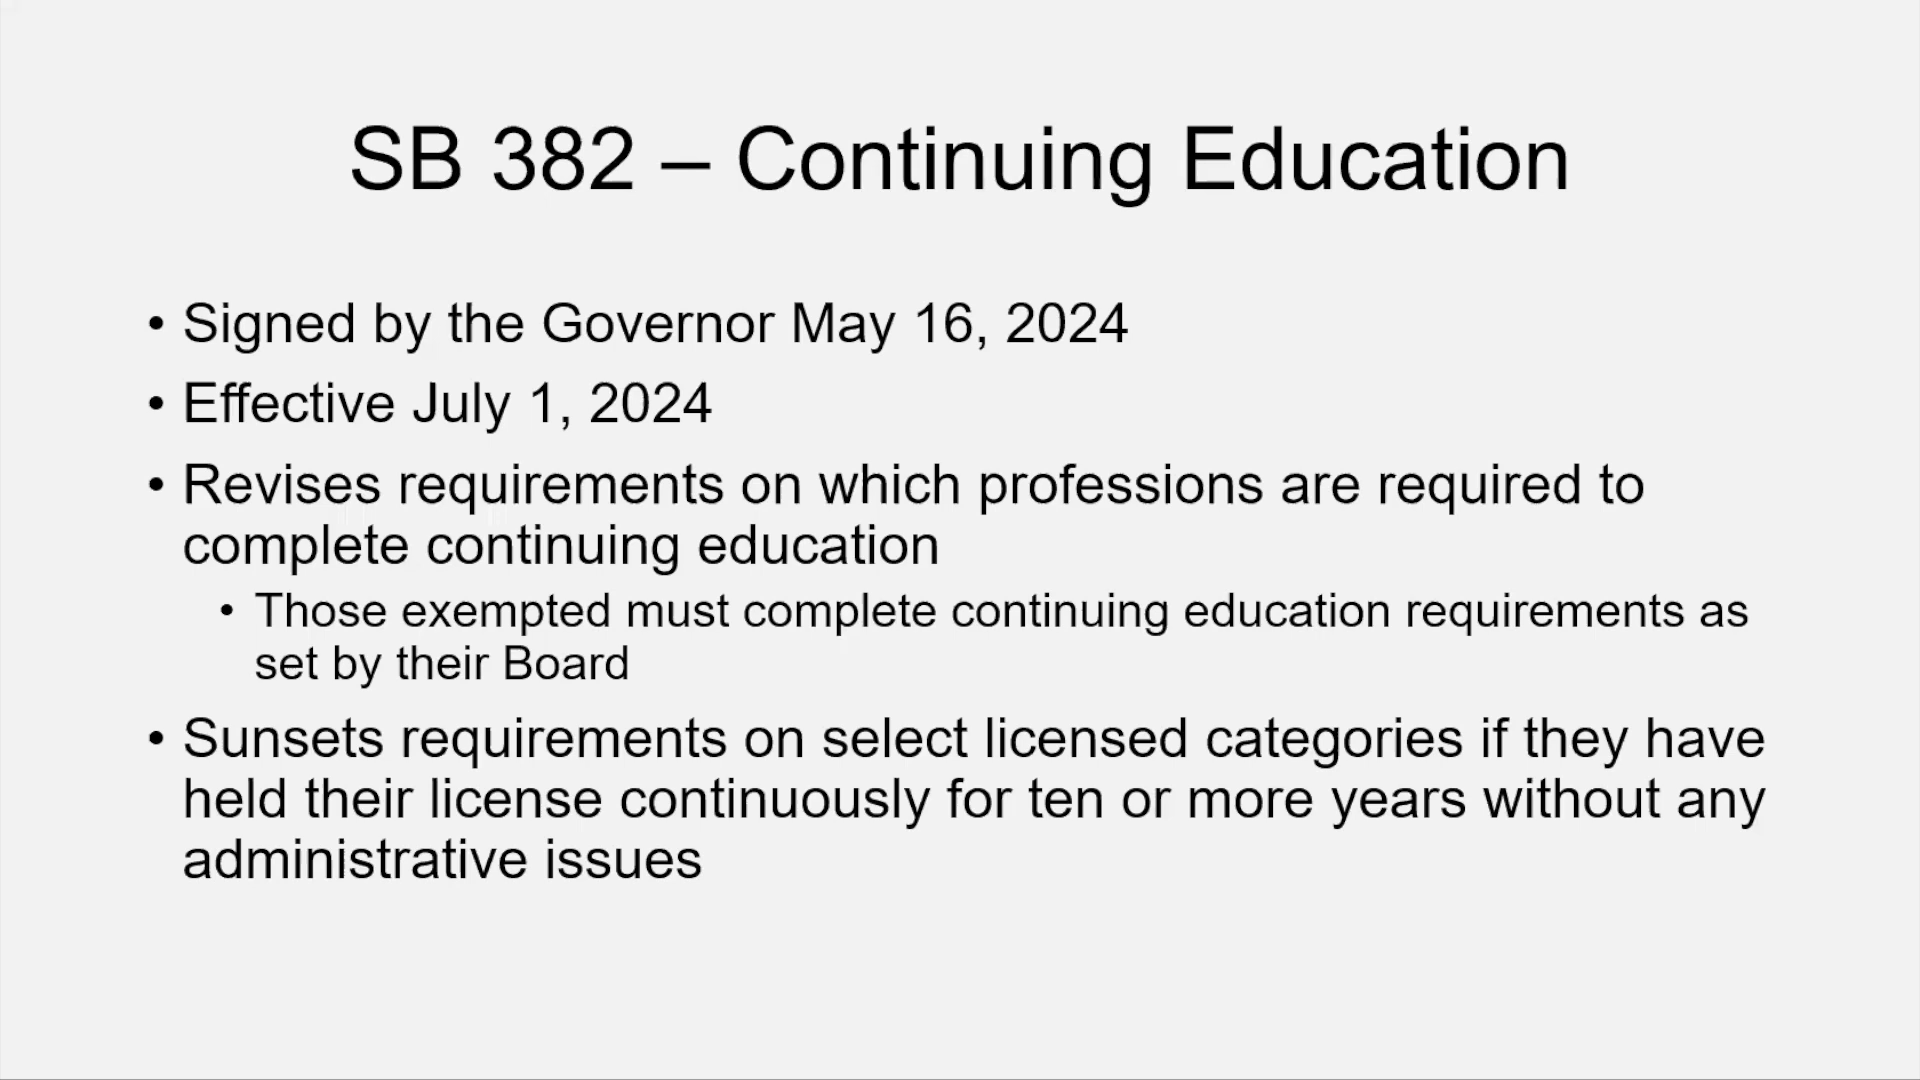 SB 382 – Continuing Education
• Signed by the Governor May 16, 2024
• Effective July 1, 2024
• Revises requirements on which professions are required to
complete continuing education
• Those exempted must complete continuing education requirements as
set by their Board
• Sunsets requirements on select licensed categories if they have
held their license continuously for ten or more years without any
administrative issues